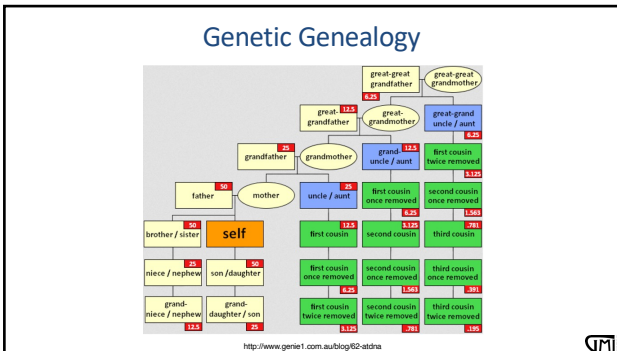 Genetic Genealogy
great-great
grandfather
great-great
grandmother
6.25
great-
grandfather
12.5
great-
grandmother
great-grand
uncle / aunt
6.25
grandfather
25
grandmother
grand-
uncle / aunt
12.5
first cousin
twice removed
3.125
father
50
mother
uncle / aunt
25
first cousin
once removed
6.25
second cousin
once removed
1.563
brother / sister
50
self
first cousin
12.5
second cousin
3.125
third cousin
.781
niece / nephew
25
son /daughter
50
first cousin
once removed
6.25
second cousin
once removed
1.563
third cousin
once removed
.391
grand-
niece / nephew
12.5
grand-
daughter / son
25
first cousin
twice removed
3.125
second cousin
twice removed
.781
third cousin
twice removed
.195
http://www.genie1.com.au/blog/62-atdna
GMI